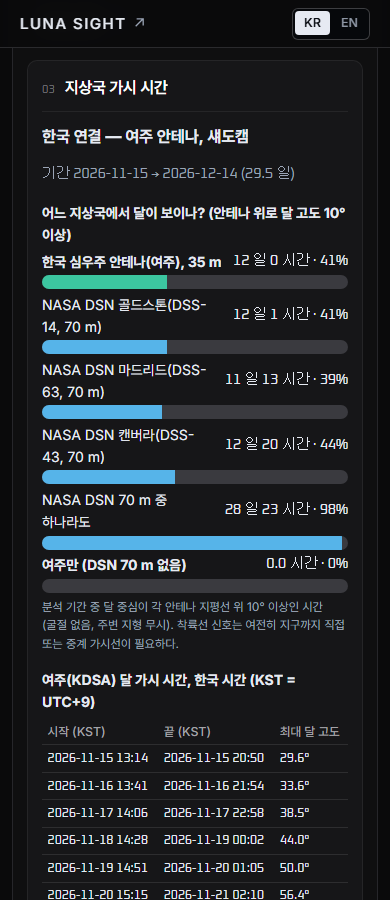 LUNA SIGHT ↗
KR EN
03 지상국 가시 시간
한국 연결 — 여주 안테나, 섀도캠
기간 2026-11-15 → 2026-12-14 (29.5 일)
어느 지상국에서 달이 보이나? (안테나 위로 달 고도 10°
이상)
한국 심우주 안테나(여주), 35 m 12 일 0 시간 · 41%
NASA DSN 골드스톤(DSS-
14, 70 m) 12 일 1 시간 · 41%
NASA DSN 마드리드(DSS-
63, 70 m) 11 일 13 시간 · 39%
NASA DSN 캔버라(DSS-
43, 70 m) 12 일 20 시간 · 44%
NASA DSN 70 m 중
하나라도 28 일 23 시간 · 98%
여주만 (DSN 70 m 없음) 0.0 시간 · 0%
분석 기간 중 달 중심이 각 안테나 지평선 위 10° 이상인 시간
(굴절 없음, 주변 지형 무시). 착륙선 신호는 여전히 지구까지 직접
또는 중계 가시선이 필요하다.
여주(KDSA) 달 가시 시간, 한국 시간 (KST =
UTC+9)
시작 (KST) 끝 (KST) 최대 달 고도
2026-11-15 13:14 2026-11-15 20:50 29.6°
2026-11-16 13:41 2026-11-16 21:54 33.6°
2026-11-17 14:06 2026-11-17 22:58 38.5°
2026-11-18 14:28 2026-11-19 00:02 44.0°
2026-11-19 14:51 2026-11-20 01:05 50.0°
2026-11-20 15:15 2026-11-21 02:10 56.4°